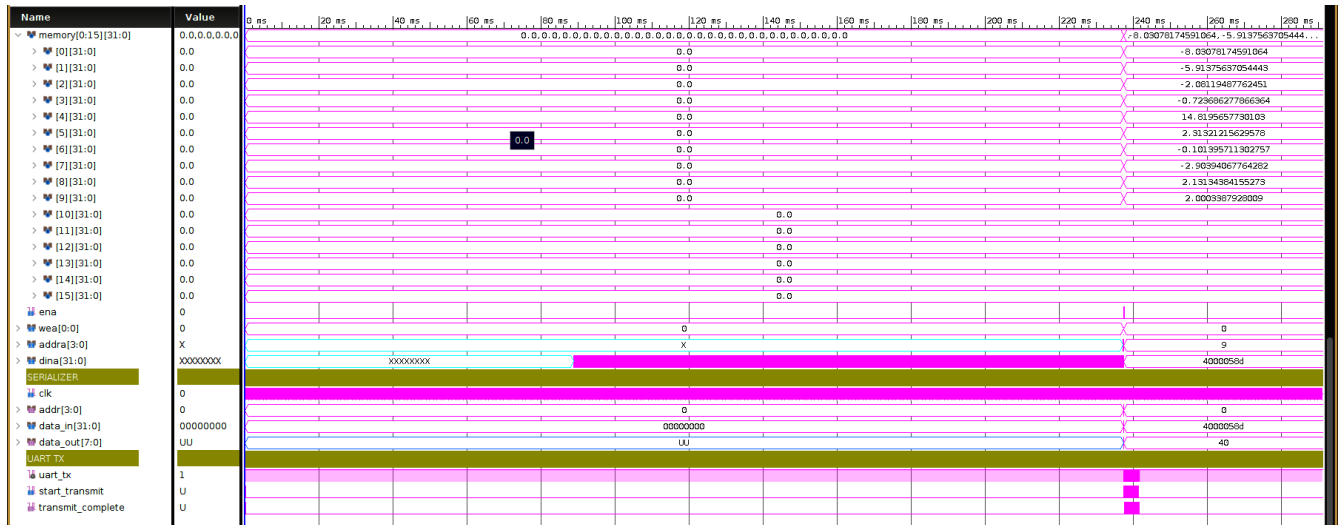 Name Value 0 ms 20 ms 40 ms 60 ms 80 ms 100 ms 120 ms 140 ms 160 ms 180 ms 200 ms 220 ms 240 ms 260 ms 280 ms
memory[0:15][31:0] 0.0,0.0,0.0,0.0 0.0,0.0,0.0,0.0,0.0,0.0,0.0,0.0,0.0,0.0,0.0,0.0 -8.03078174591064,-5.9137563705444...
[0][31:0] 0.0 0.0 -8.03078174591064
[1][31:0] 0.0 0.0 -5.91375637054443
[2][31:0] 0.0 0.0 -2.08119487762451
[3][31:0] 0.0 0.0 -0.723686277866364
[4][31:0] 0.0 0.0 14.8195657730103
[5][31:0] 0.0 0.0 2.31321215629578
0.0
[6][31:0] 0.0 0.0 -0.101395711302757
[7][31:0] 0.0 0.0 -2.90394067764282
[8][31:0] 0.0 0.0 2.13134384155273
[9][31:0] 0.0 0.0 2.0003387928009
[10][31:0] 0.0 0.0
[11][31:0] 0.0 0.0
[12][31:0] 0.0 0.0
[13][31:0] 0.0 0.0
[14][31:0] 0.0 0.0
[15][31:0] 0.0 0.0
ena 0
wea[0:0] 0 0 0
addra[3:0] X X 9
dina[31:0] XXXXXXXX XXXXXXXX 4000058d
SERIALIZER
clk 0
addr[3:0] 0 0 0
data_in[31:0] 00000000 00000000 4000058d
data_out[7:0] UU UU 40
UART TX
uart_tx 1
start_transmit U
transmit_complete U